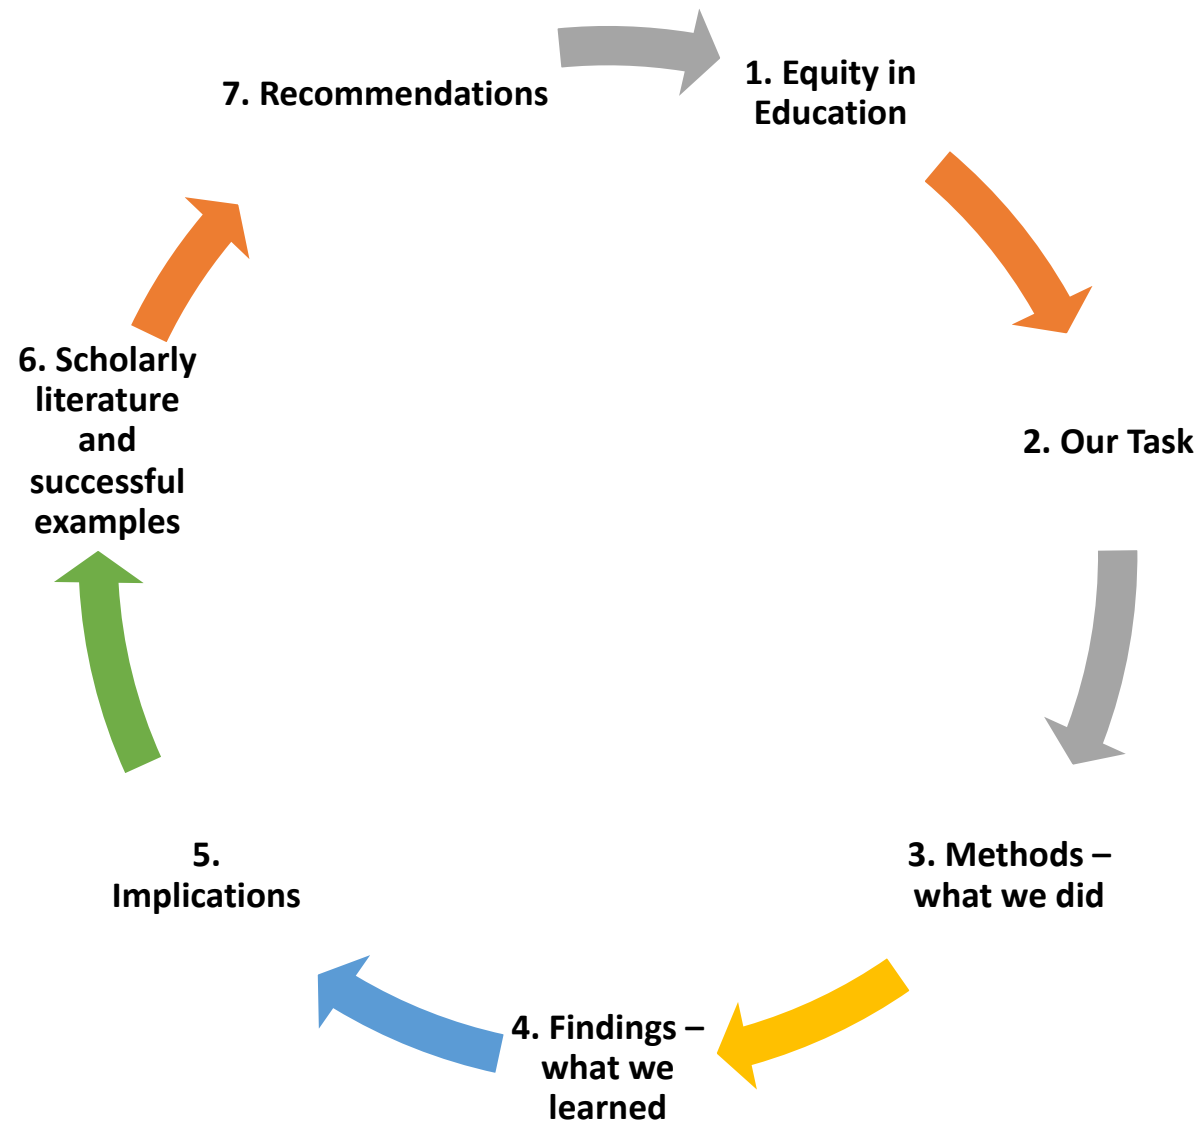 1. Equity in
Education
2. Our Task
3. Methods –
what we did
4. Findings –
what we
learned
5.
Implications
6. Scholarly
literature
and
successful
examples
7. Recommendations